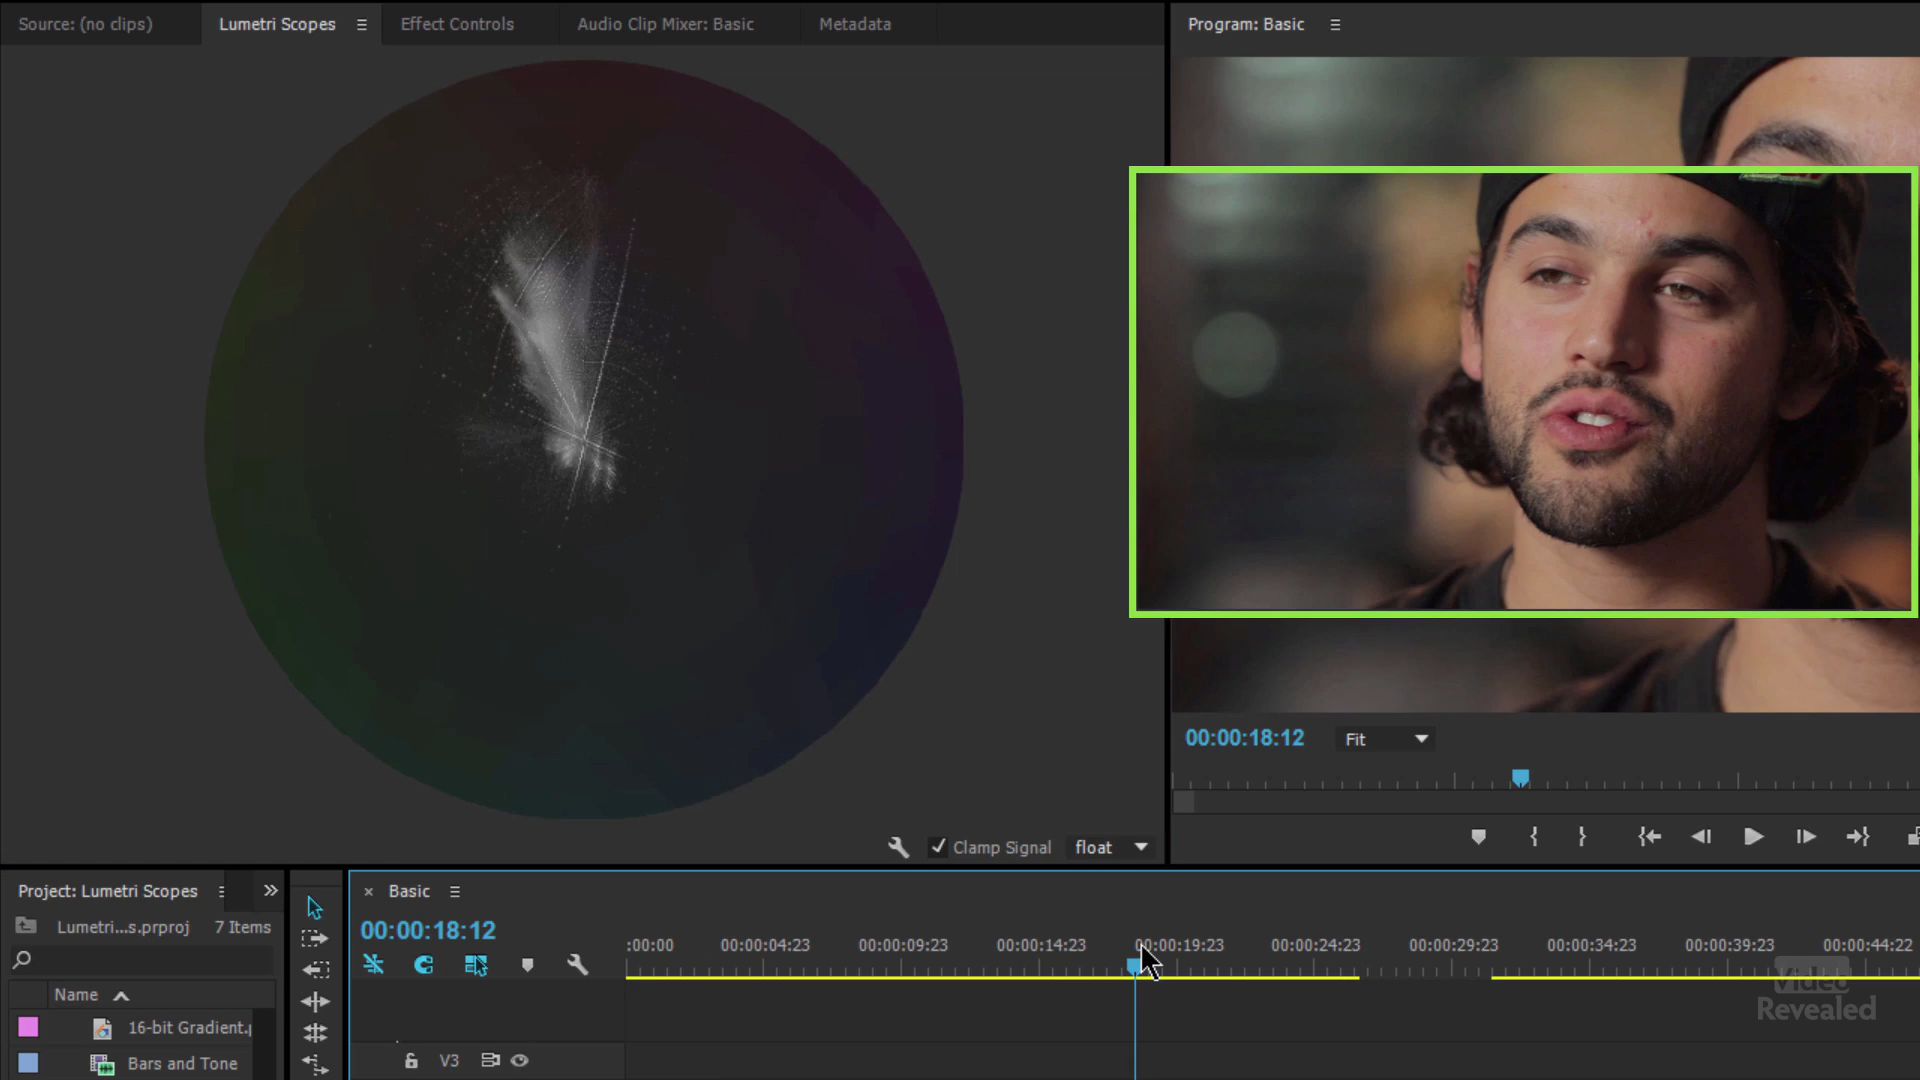 Source: (no clips)
Lumetri Scopes
Effect Controls
Audio Clip Mixer: Basic
Metadata
Program: Basic
00:00:18:12
Fit
Clamp Signal
float
Project: Lumetri Scopes
Lumetri...s.prproj
7 Items
Name
16-bit Gradient.p
Bars and Tone
× Basic
00:00:18:12
:00:00
00:00:04:23
00:00:09:23
00:00:14:23
00:00:19:23
00:00:24:23
00:00:29:23
00:00:34:23
00:00:39:23
00:00:44:22
V3
Video
Revealed